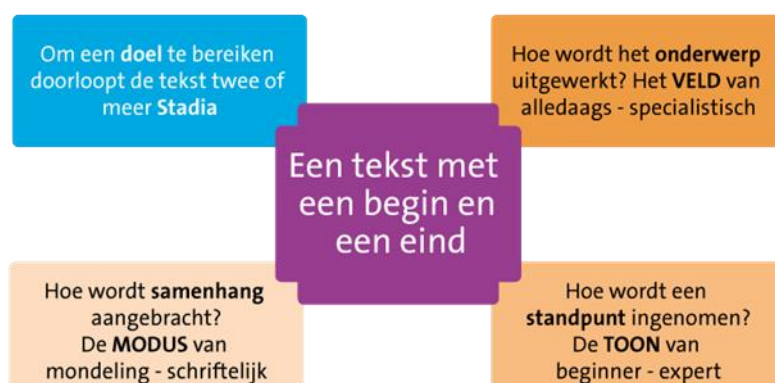 Om een doel te bereiken
doorloopt de tekst twee of
meer Stadia
Hoe wordt het onderwerp
uitgewerkt? Het VELD van
alledaags - specialistisch
Een tekst met
een begin en
een eind
Hoe wordt samenhang
aangebracht?
De MODUS van
mondeling - schriftelijk
Hoe wordt een
standpunt ingenomen?
De TOON van
beginner - expert